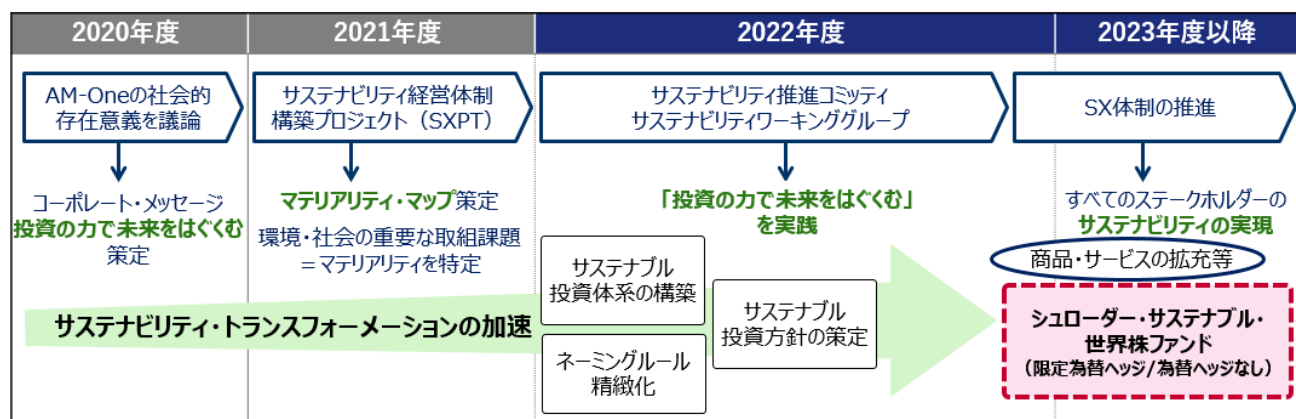 2020年度
2021年度
2022年度
2023年度以降
AM-Oneの社会的
存在意義を議論
サステナビリティ経営体制
構築プロジェクト（SXPT）
サステナビリティ推進コミッティ
サステナビリティワーキンググループ
SX体制の推進
コーポレート・メッセージ
投資の力で未来をはぐくむ
策定
マテリアリティ・マップ策定
環境・社会の重要な取組課題
＝マテリアリティを特定
「投資の力で未来をはぐくむ」
を実践
すべてのステークホルダーの
サステナビリティの実現
商品・サービスの拡充等
サステナブル
投資体系の構築
サステナブル
投資方針の策定
ネーミングルール
精緻化
サステナビリティ・トランスフォーメーションの加速
シュローダー・サステナブル・
世界株ファンド
（限定為替ヘッジ/為替ヘッジなし）